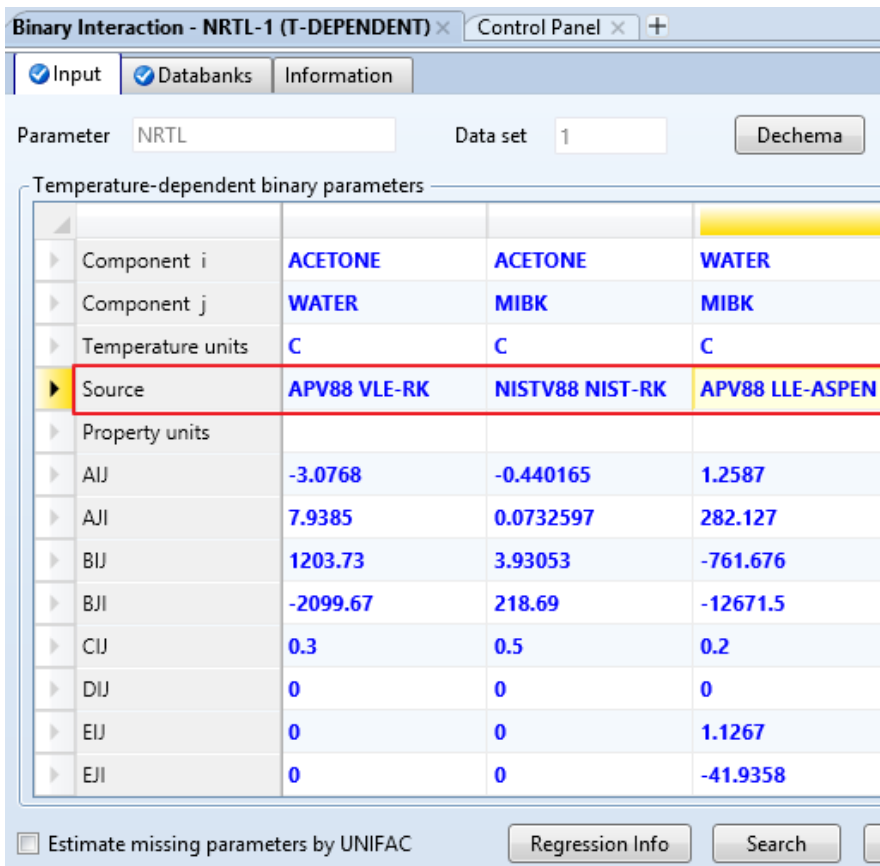 Binary Interaction - NRTL-1 (T-DEPENDENT) × Control Panel × +
Input Databanks Information
Parameter NRTL Data set 1 Dechema
Temperature-dependent binary parameters
Component i ACETONE ACETONE WATER
Component j WATER MIBK MIBK
Temperature units C C C
Source APV88 VLE-RK NISTV88 NIST-RK APV88 LLE-ASPEN
Property units
AIJ -3.0768 -0.440165 1.2587
AJI 7.9385 0.0732597 282.127
BIJ 1203.73 3.93053 -761.676
BJI -2099.67 218.69 -12671.5
CIJ 0.3 0.5 0.2
DIJ 0 0 0
EIJ 0 0 1.1267
EJI 0 0 -41.9358
Estimate missing parameters by UNIFAC Regression Info Search